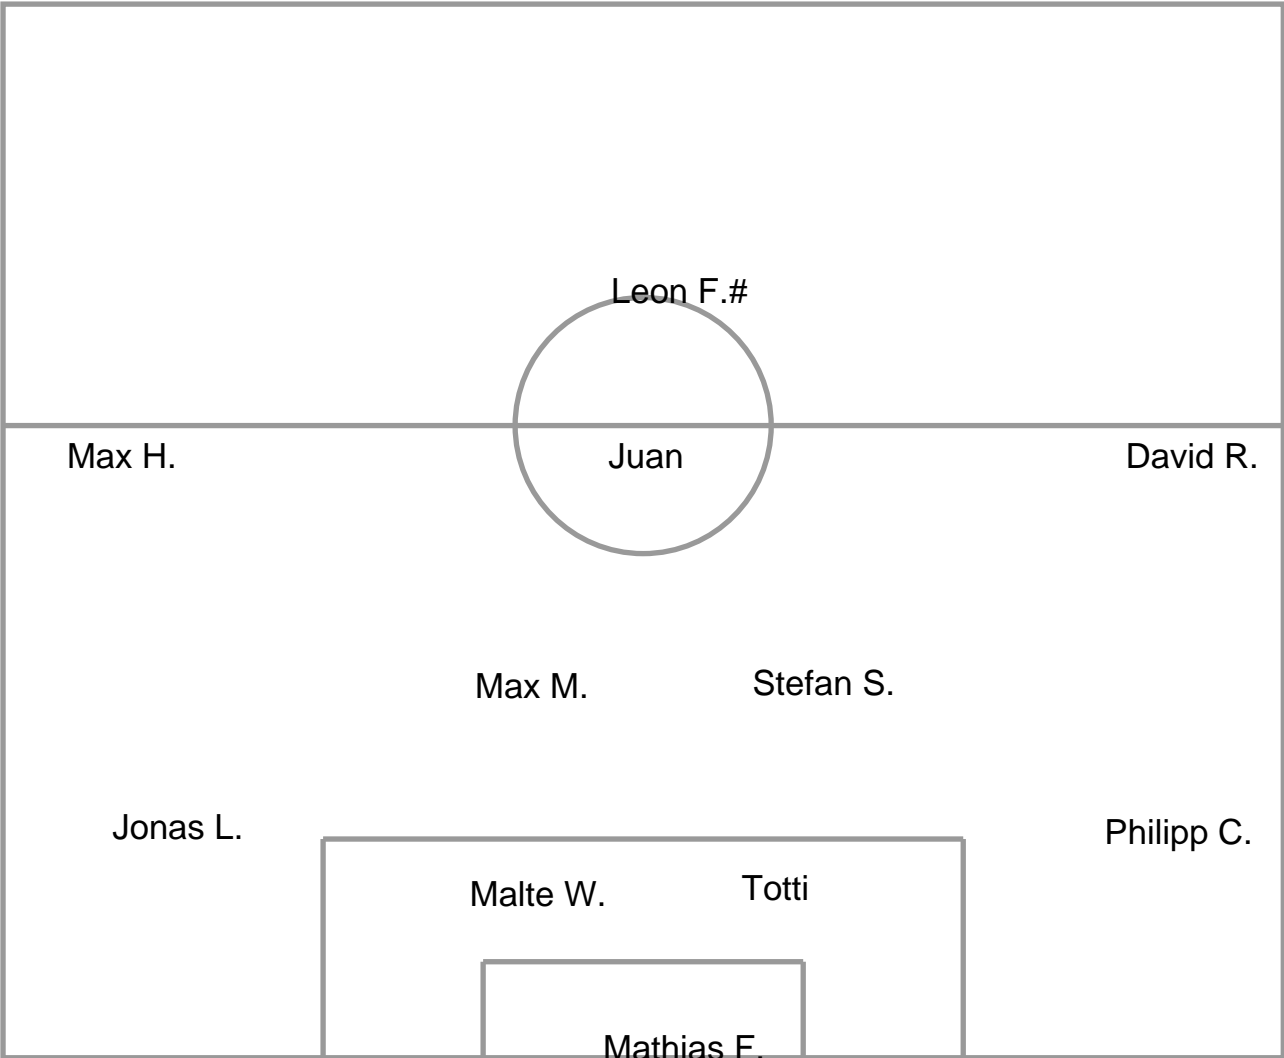 Leon F.#
Max H.
Juan
David R.
Max M.
Stefan S.
Jonas L.
Philipp C.
Malte W.
Totti
Mathias F.